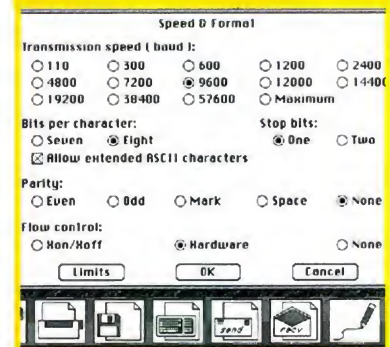 Speed & Format
Transmission speed ( baud ):
110 300 600 1200 2400
4800 7200 9600 12000 1440
19200 38400 57600 Maximum
Bits per character: Stop bits:
Seven Eight One Two
Allow extended ASCII characters
Parity:
Even Odd Mark Space None
Flow control:
Xon/Xoff Hardware None
Limits OK Cancel
send recv